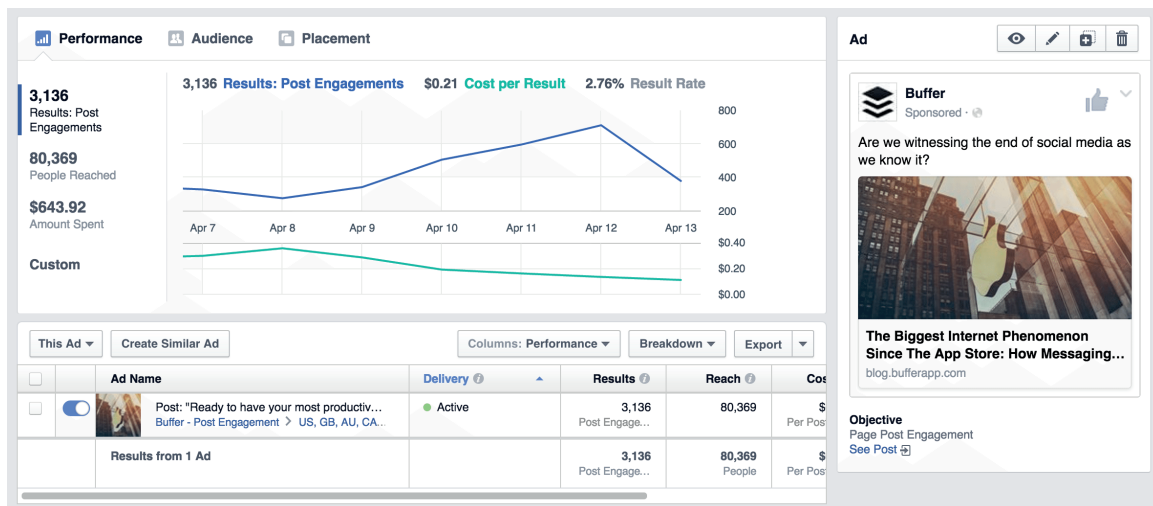 Performance Audience Placement
3,136
Results: Post
Engagements
80,369
People Reached
$643.92
Amount Spent
Custom
3,136 Results: Post Engagements $0.21 Cost per Result 2.76% Result Rate
800
600
400
200
Apr 7 Apr 8 Apr 9 Apr 10 Apr 11 Apr 12 Apr 13
$0.40
$0.20
$0.00
This Ad Create Similar Ad Columns: Performance Breakdown Export
Ad Name Delivery Results Reach Cos
Post: "Ready to have your most productiv... Active 3,136 80,369 $
Buffer - Post Engagement > US, GB, AU, CA... Post Engage... Per Pos
Results from 1 Ad 3,136 80,369 $
Post Engage... People Per Pos
Ad
Buffer
Sponsored ·
Are we witnessing the end of social media as
we know it?
The Biggest Internet Phenomenon
Since The App Store: How Messaging...
blog.bufferapp.com
Objective
Page Post Engagement
See Post